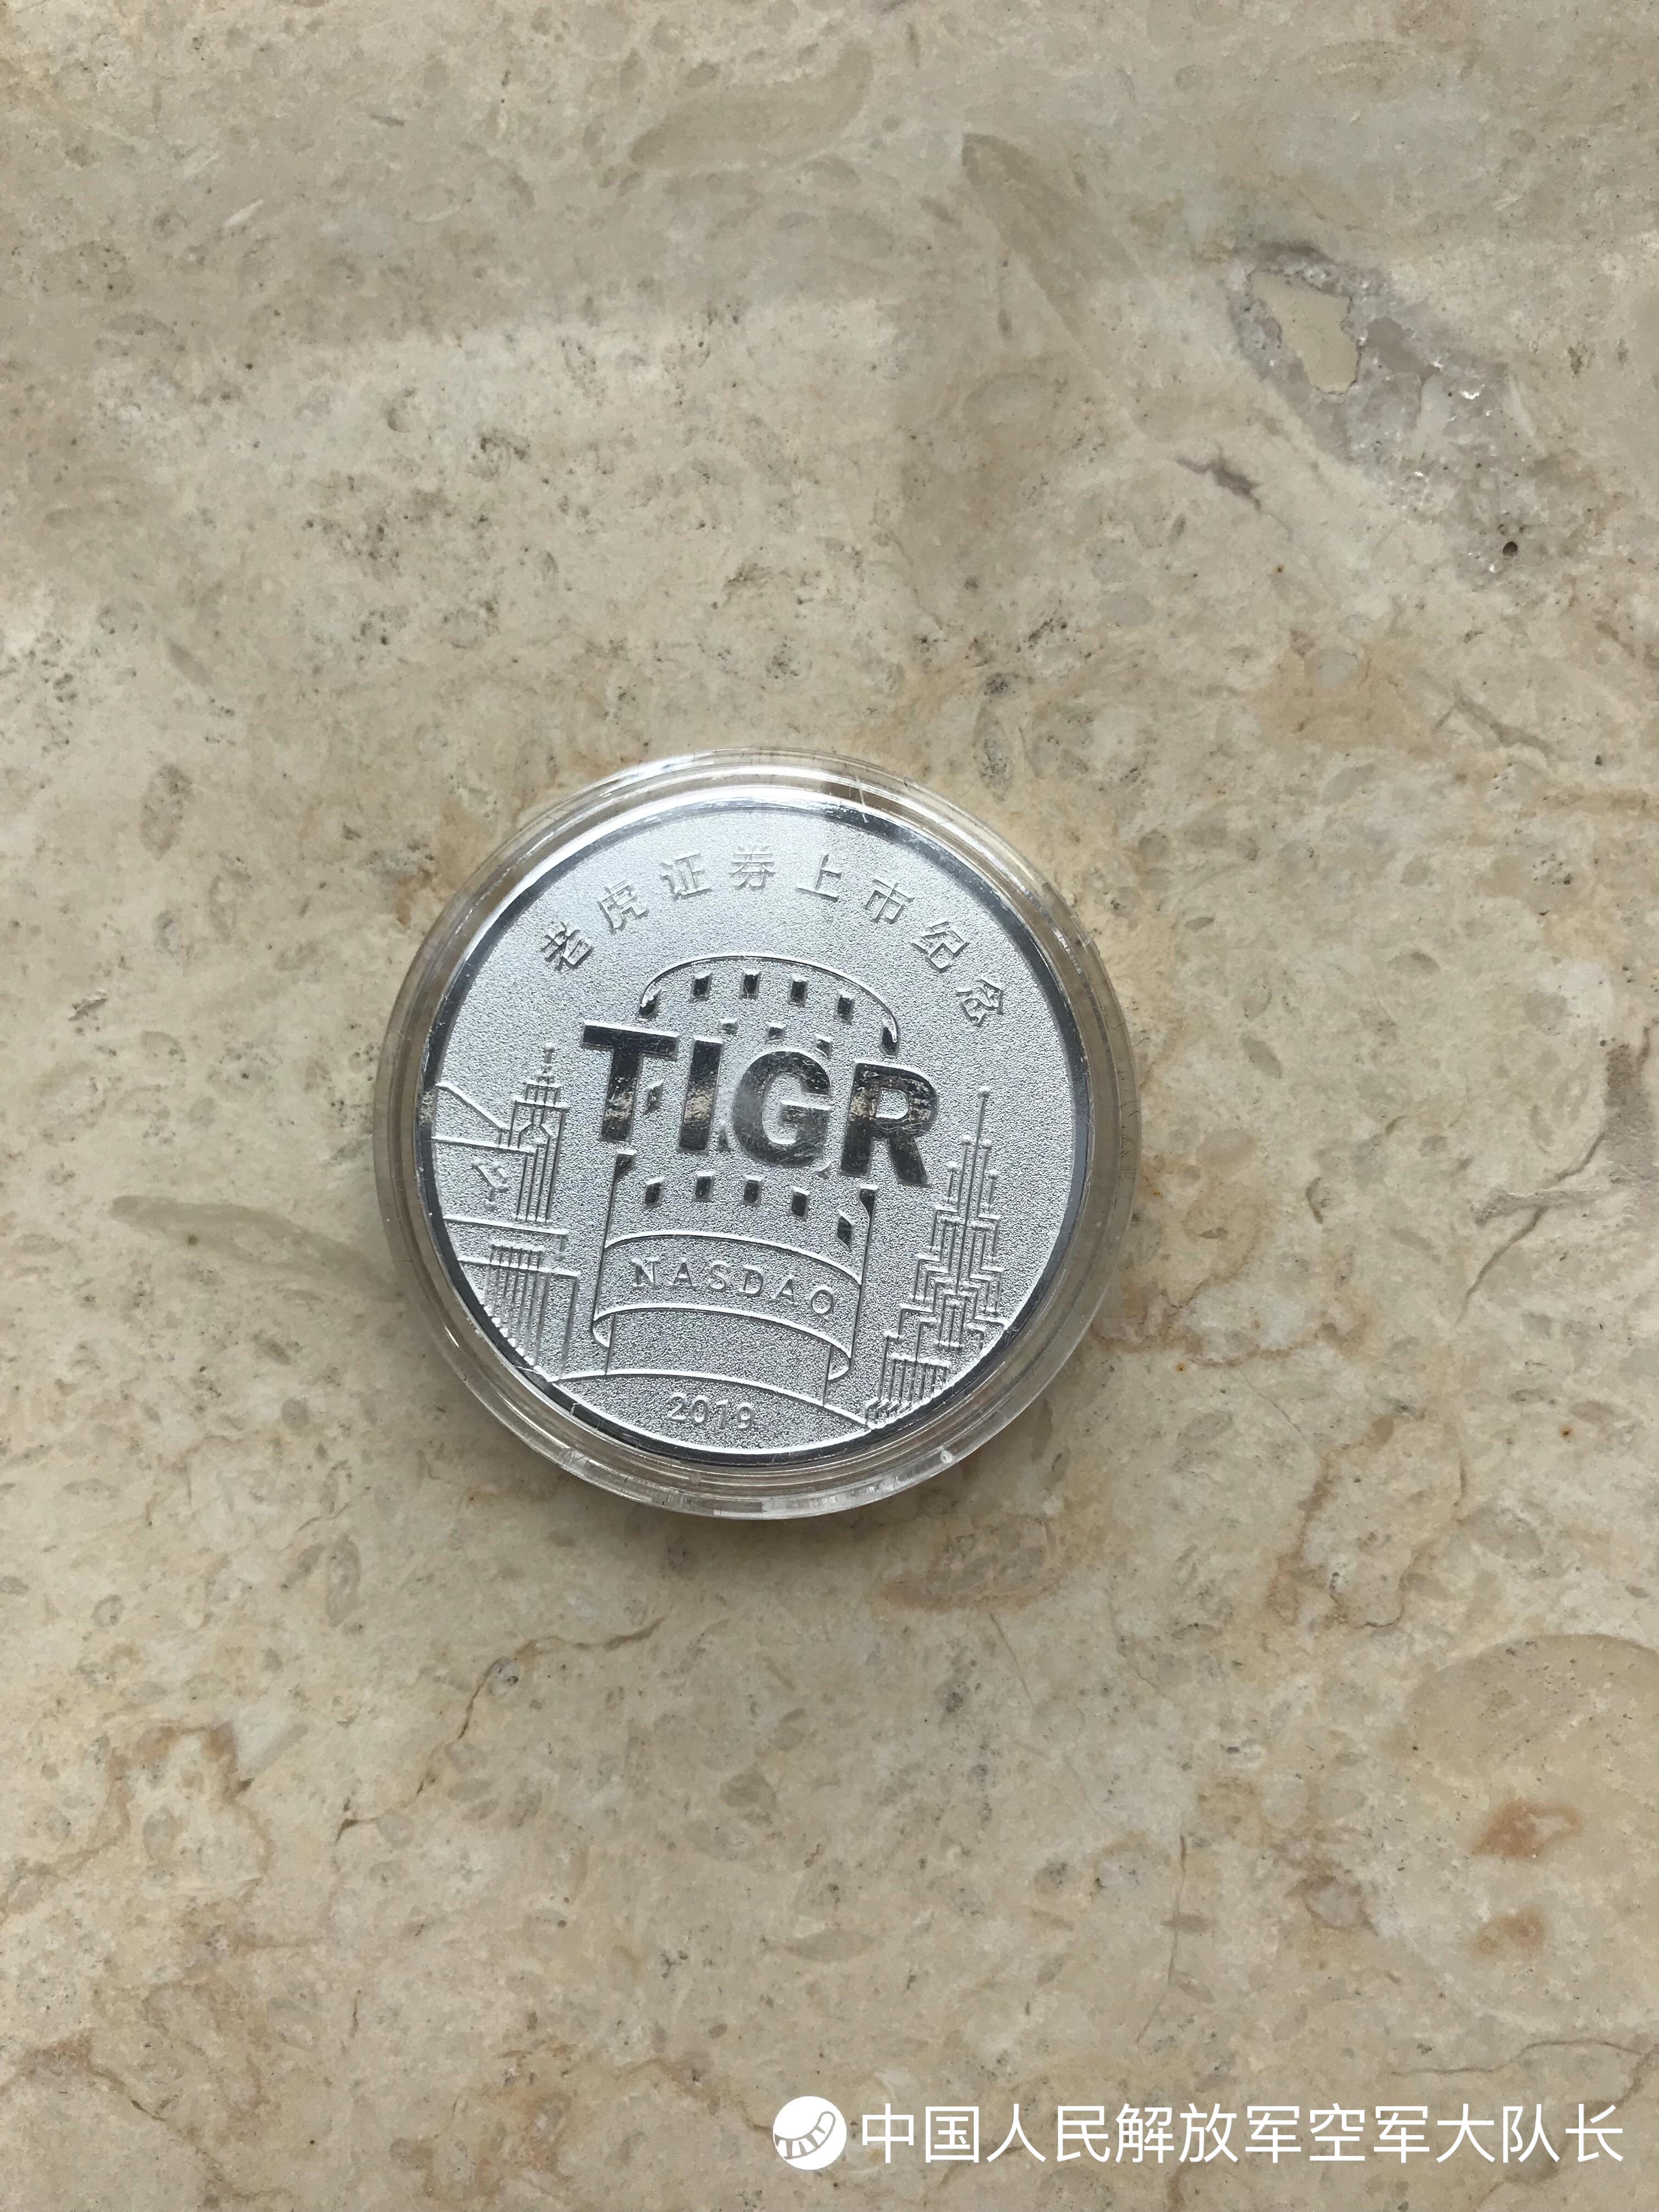 老虎证券上市纪念
TIGR
NASDAQ
2019
中国人民解放军空军大队长